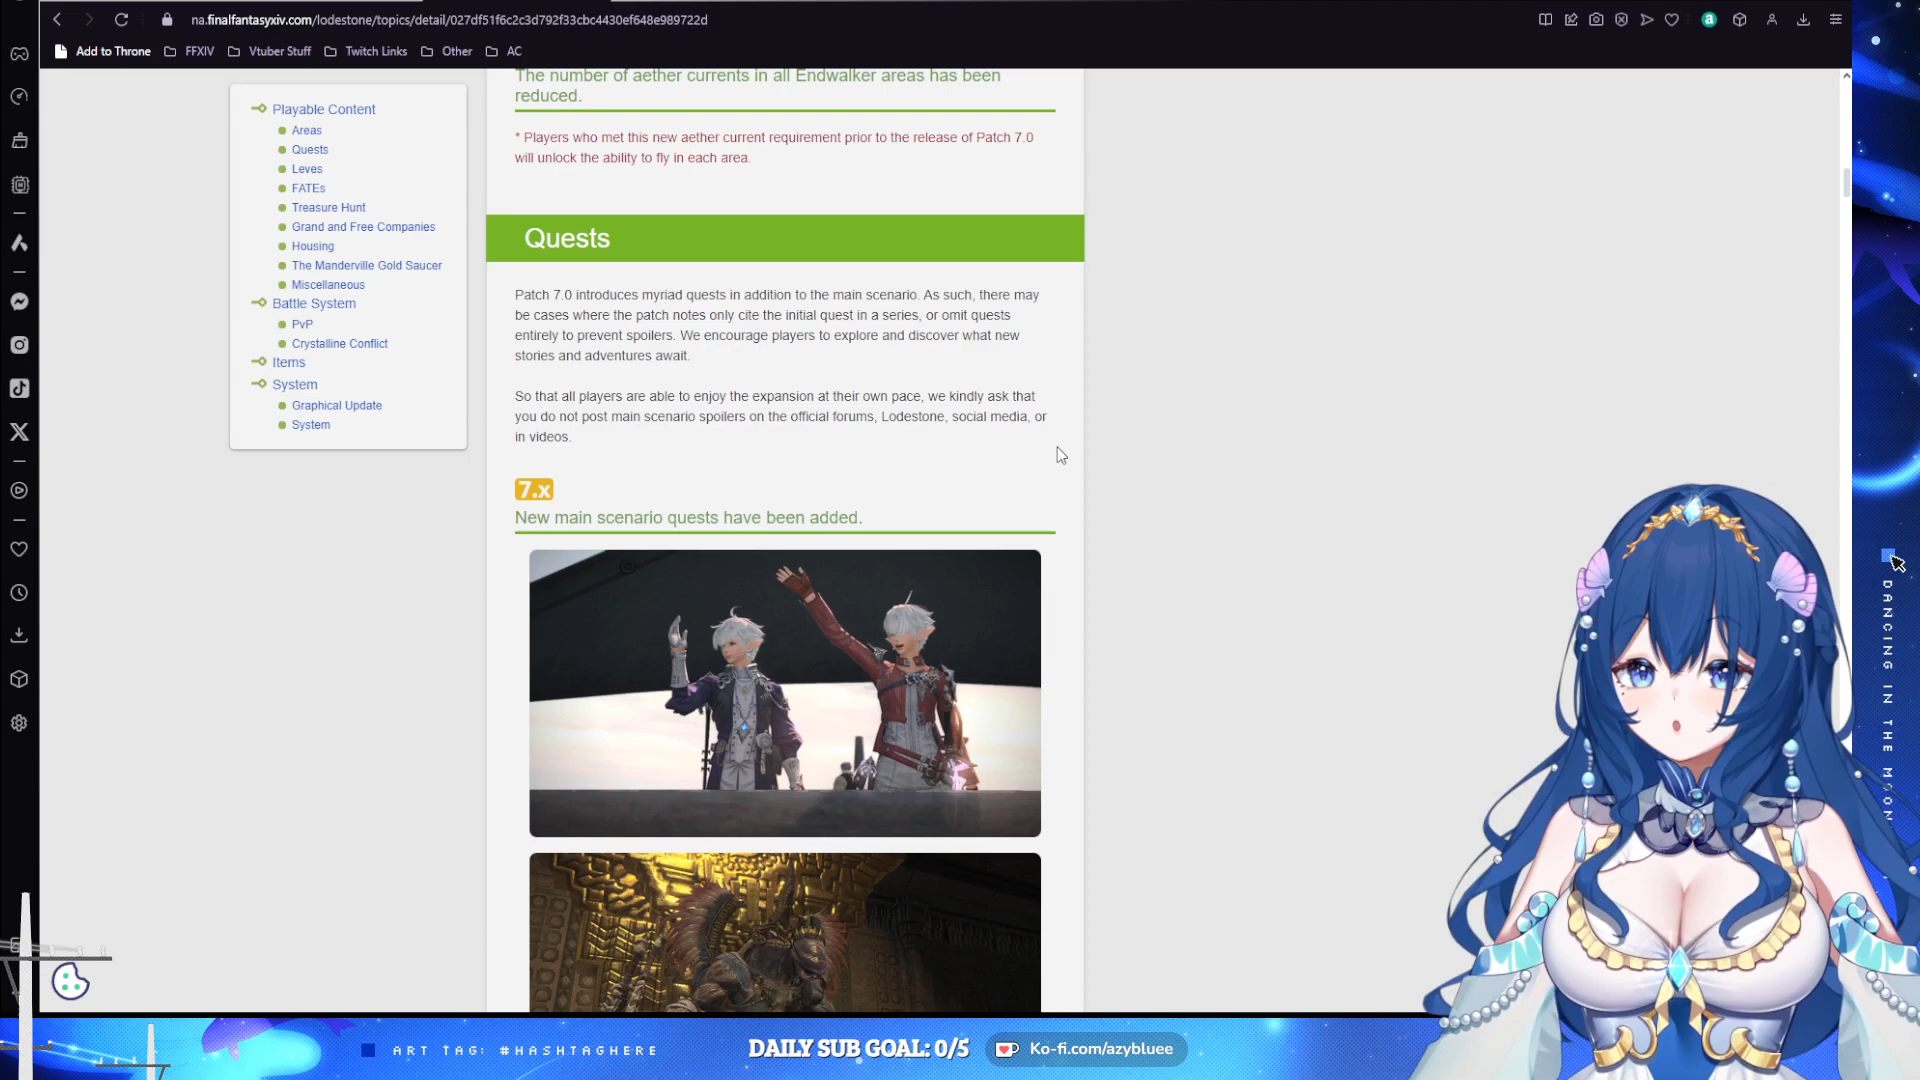 na.finalfantasyxiv.com/lodestone/topics/detail/027df51f6c2c3d792f33cbc4430ef648e989722d
Add to Throne
FFXIV
Vtuber Stuff
Twitch Links
Other
AC
Playable Content
Areas
Quests
Leves
FATEs
Treasure Hunt
Grand and Free Companies
Housing
The Manderville Gold Saucer
Miscellaneous
Battle System
PvP
Crystalline Conflict
Items
System
Graphical Update
System
The number of aether currents in all Endwalker areas has been
reduced.
* Players who met this new aether current requirement prior to the release of Patch 7.0
will unlock the ability to fly in each area.
Quests
Patch 7.0 introduces myriad quests in addition to the main scenario. As such, there may
be cases where the patch notes only cite the initial quest in a series, or omit quests
entirely to prevent spoilers. We encourage players to explore and discover what new
stories and adventures await.
So that all players are able to enjoy the expansion at their own pace, we kindly ask that
you do not post main scenario spoilers on the official forums, Lodestone, social media, or
in videos.
7.x
New main scenario quests have been added.
DANCING IN THE MOON
ART TAG: #HASHTAGHERE
DAILY SUB GOAL: 0/5
Ko-fi.com/azybluee